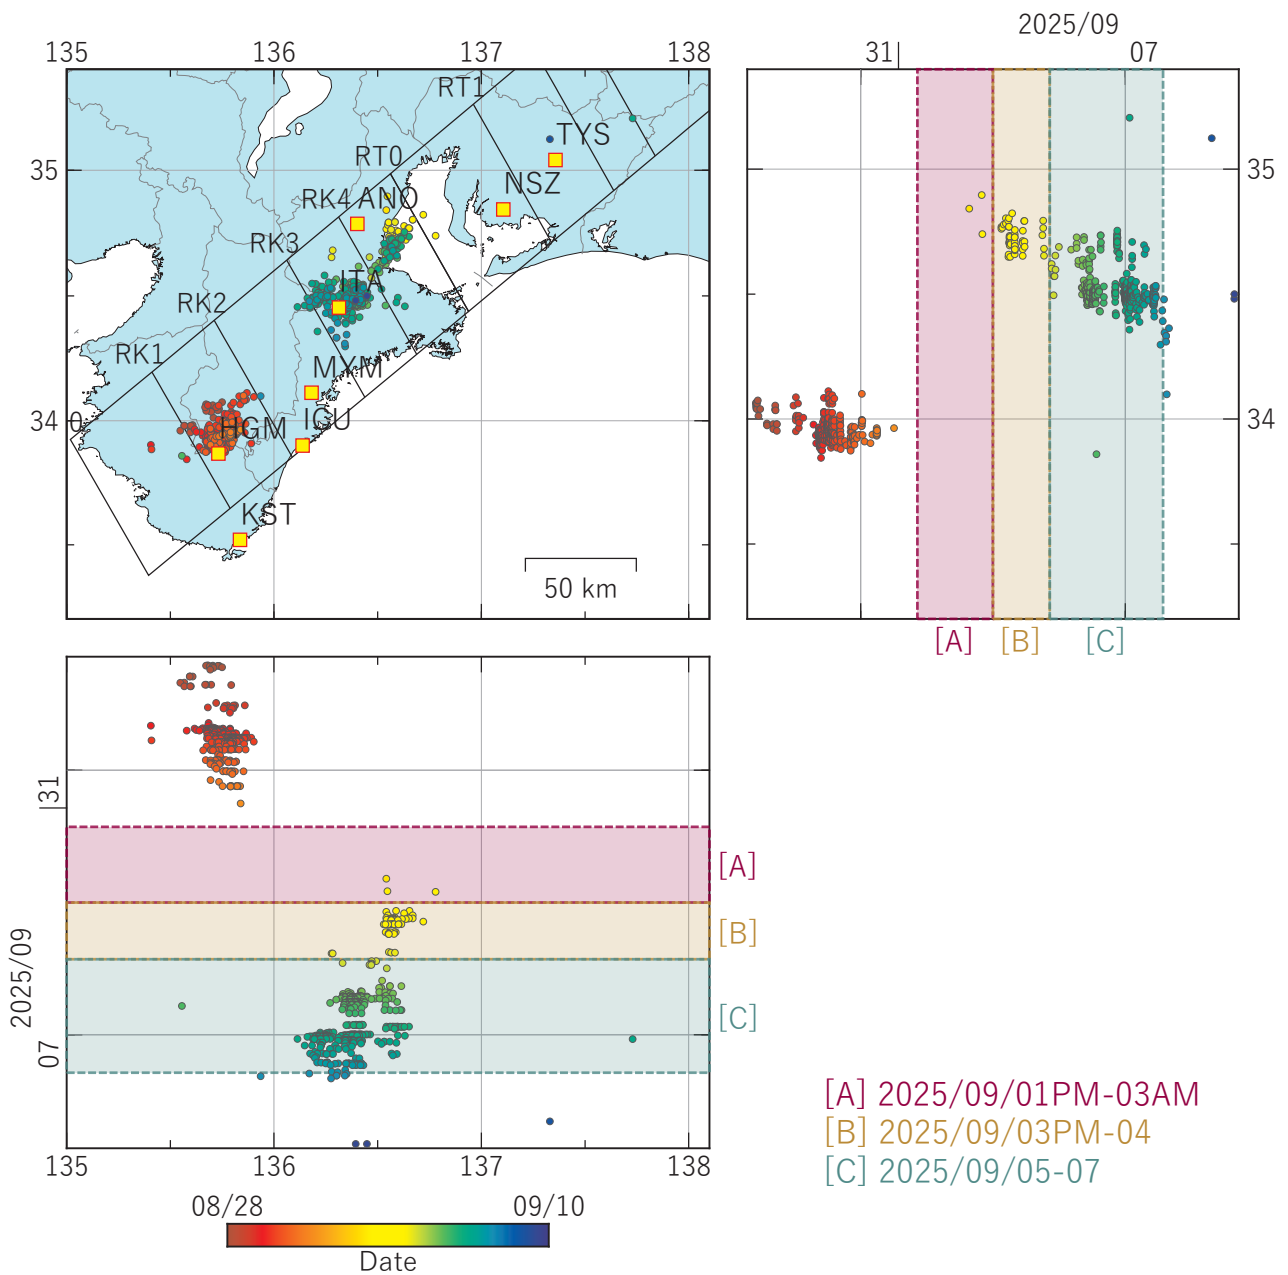 2025/09
135 136 137 138
31 07
RT1
TYS
RT0
35 35
NSZ
RK4 ANO
RK3
ITA
RK2
RK1
MYM
34 0 ICU 34
HGM
KST
50 km
[A] [B] [C]
31
[A]
[B]
2025/09
[C]
07
[A] 2025/09/01PM-03AM
[B] 2025/09/03PM-04
[C] 2025/09/05-07
135 136 137 138
08/28 09/10
Date